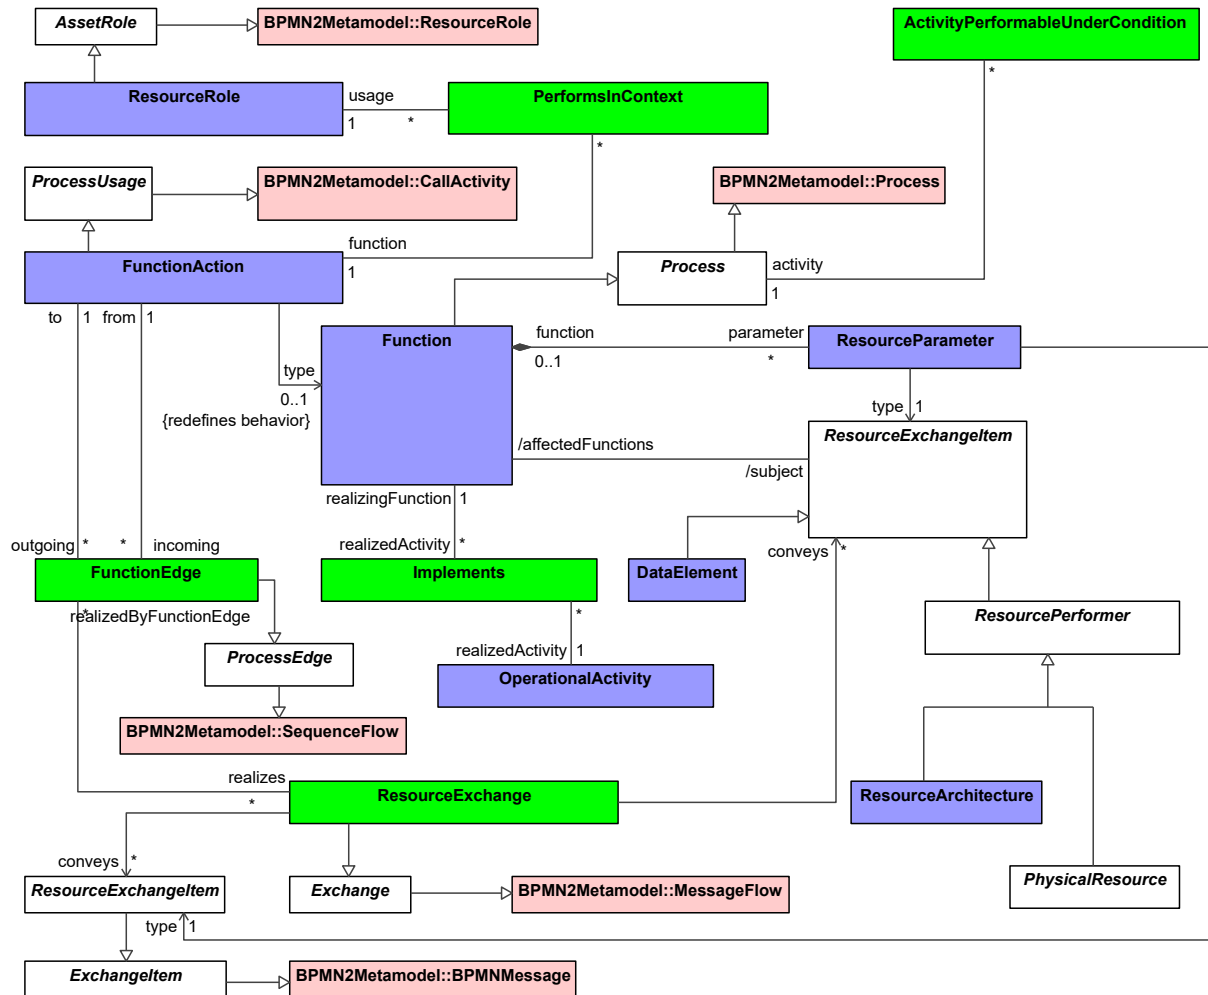 AssetRole
BPMN2Metamodel::ResourceRole
ActivityPerformableUnderCondition
*
ResourceRole
usage
1
*
PerformsInContext
*
ProcessUsage
BPMN2Metamodel::CallActivity
BPMN2Metamodel::Process
FunctionAction
function
1
Process
activity
1
to
1
from
1
Function
type
0..1
{redefines behavior}
function
0..1
parameter
*
ResourceParameter
type
1
ResourceExchangeItem
/affectedFunctions
/subject
realizingFunction
1
outgoing
*
*
incoming
realizedActivity
*
conveys
*
FunctionEdge
*
realizedByFunctionEdge
Implements
*
DataElement
ResourcePerformer
ProcessEdge
realizedActivity
1
OperationalActivity
BPMN2Metamodel::SequenceFlow
realizes
*
ResourceExchange
ResourceArchitecture
conveys
*
ResourceExchangeItem
Exchange
BPMN2Metamodel::MessageFlow
PhysicalResource
type
1
ExchangeItem
BPMN2Metamodel::BPMNMessage